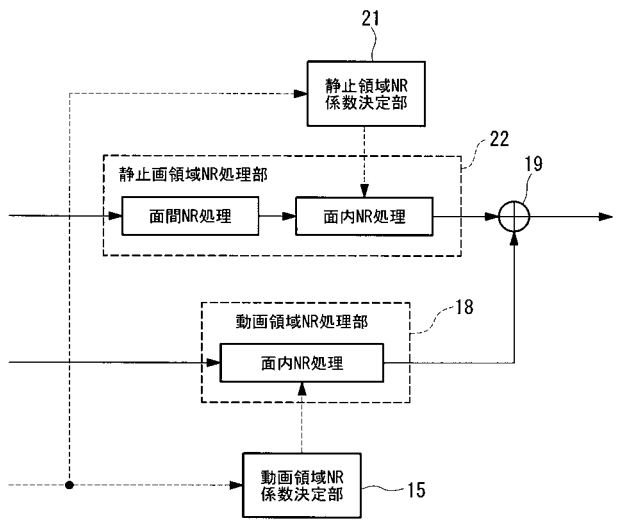 21
静止領域NR
係数決定部
22
静止画領域NR処理部
面間NR処理
面内NR処理
19
動画領域NR処理部
18
面内NR処理
動画領域NR
係数決定部
15